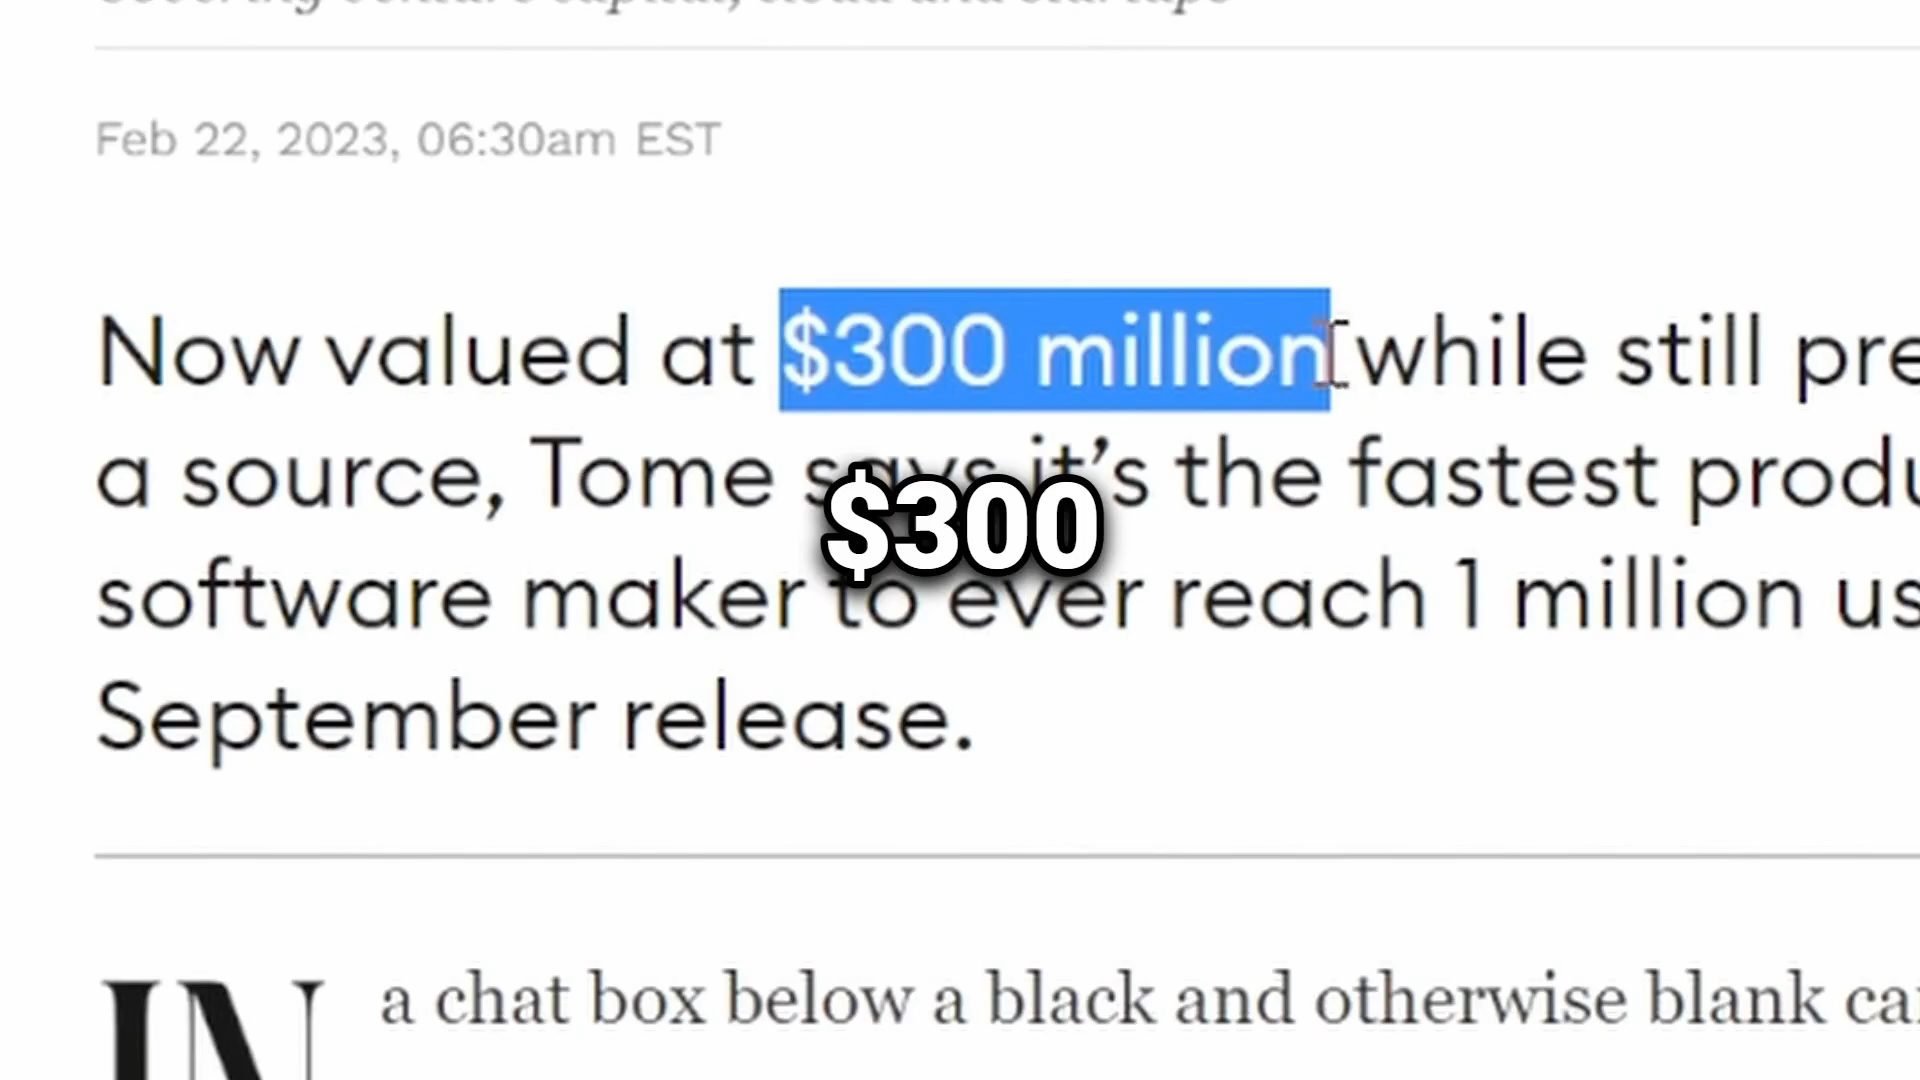 Feb 22, 2023, 06:30am EST
Now valued at $300 million while still pre
a source, Tome says it's the fastest produ
$300
software maker to ever reach 1 million us
September release.
IN a chat box below a black and otherwise blank ca